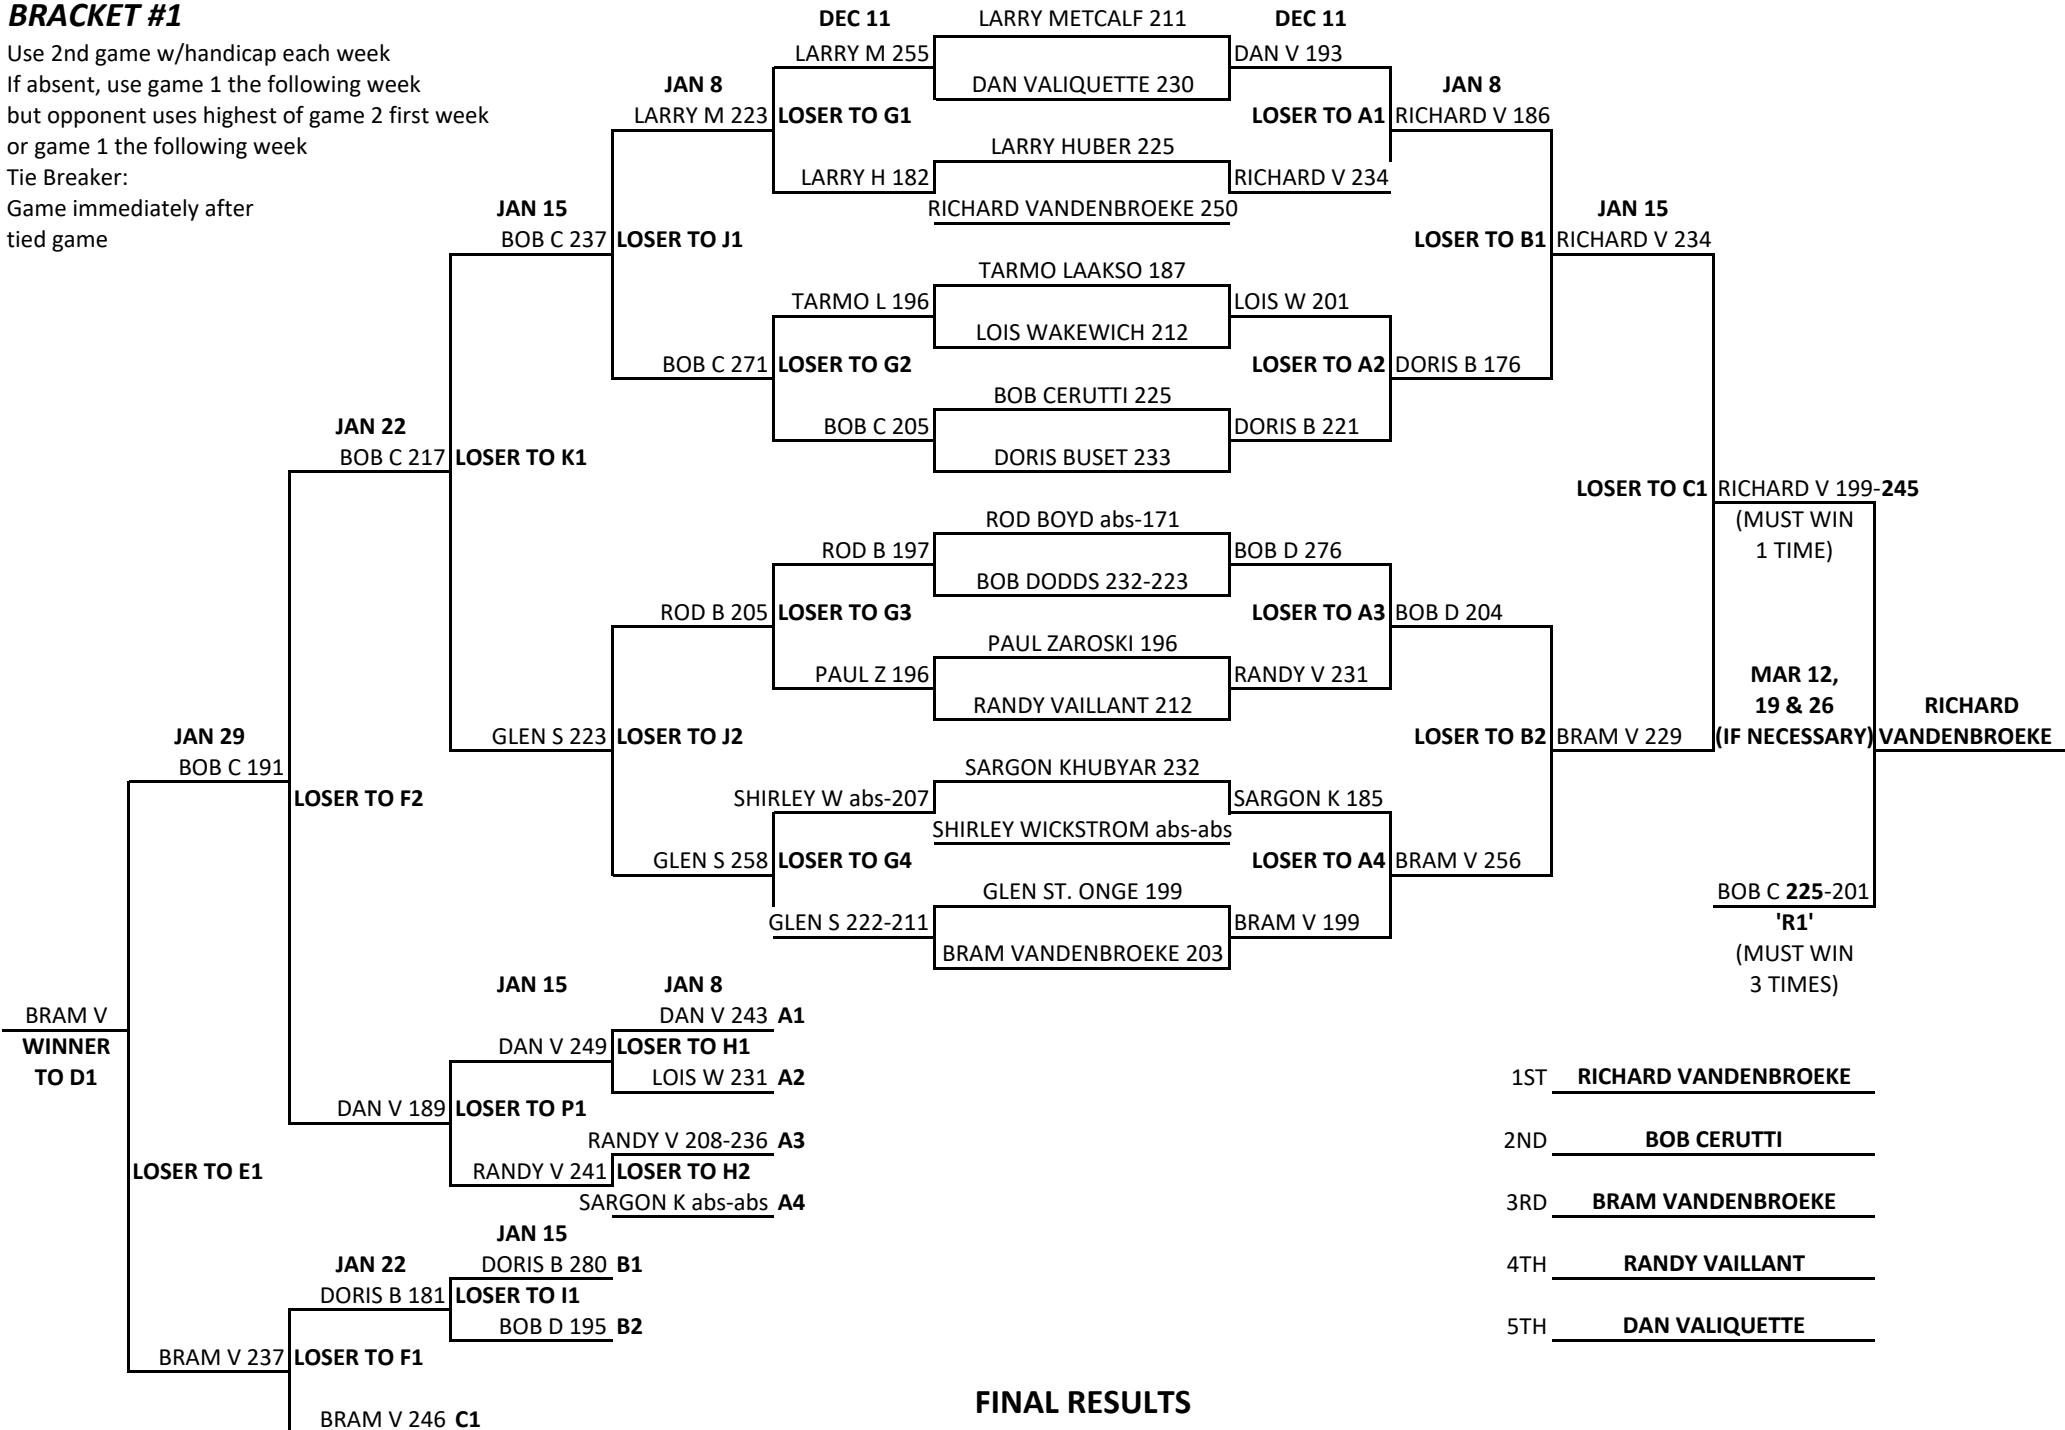 BRACKET #1
DEC 11
LARRY METCALF 211
DEC 11
Use 2nd game w/handicap each week
LARRY M 255
DAN V 193
If absent, use game 1 the following week
JAN 8
DAN VALIQUETTE 230
JAN 8
but opponent uses highest of game 2 first week
LARRY M 223
LOSER TO G1
LOSER TO A1
RICHARD V 186
or game 1 the following week
LARRY HUBER 225
Tie Breaker:
LARRY H 182
RICHARD V 234
Game immediately after
JAN 15
RICHARD VANDENBROEKE 250
JAN 15
tied game
BOB C 237
LOSER TO J1
LOSER TO B1
RICHARD V 234
TARMO LAAKSO 187
TARMO L 196
LOIS W 201
LOIS WAKEWICH 212
BOB C 271
LOSER TO G2
LOSER TO A2
DORIS B 176
BOB CERUTTI 225
JAN 22
BOB C 205
DORIS B 221
BOB C 217
LOSER TO K1
DORIS BUSET 233
LOSER TO C1
RICHARD V 199-245
ROD BOYD abs-171
(MUST WIN
ROD B 197
BOB D 276
1 TIME)
BOB DODDS 232-223
ROD B 205
LOSER TO G3
LOSER TO A3
BOB D 204
PAUL ZAROSKI 196
PAUL Z 196
RANDY V 231
MAR 12,
RANDY VAILLANT 212
19 & 26
RICHARD
JAN 29
GLEN S 223
LOSER TO J2
LOSER TO B2
BRAM V 229
(IF NECESSARY)
VANDENBROEKE
BOB C 191
SARGON KHUBYAR 232
LOSER TO F2
SHIRLEY W abs-207
SARGON K 185
SHIRLEY WICKSTROM abs-abs
GLEN S 258
LOSER TO G4
LOSER TO A4
BRAM V 256
GLEN ST. ONGE 199
BOB C 225-201
GLEN S 222-211
BRAM V 199
'R1'
BRAM VANDENBROEKE 203
(MUST WIN
JAN 15
JAN 8
3 TIMES)
BRAM V
DAN V 243 A1
WINNER
DAN V 249
LOSER TO H1
TO D1
LOIS W 231 A2
1ST RICHARD VANDENBROEKE
DAN V 189
LOSER TO P1
RANDY V 208-236 A3
2ND BOB CERUTTI
LOSER TO E1
RANDY V 241
LOSER TO H2
SARGON K abs-abs A4
3RD BRAM VANDENBROEKE
JAN 15
JAN 22
DORIS B 280 B1
4TH RANDY VAILLANT
DORIS B 181
LOSER TO I1
BOB D 195 B2
5TH DAN VALIQUETTE
BRAM V 237
LOSER TO F1
FINAL RESULTS
BRAM V 246 C1